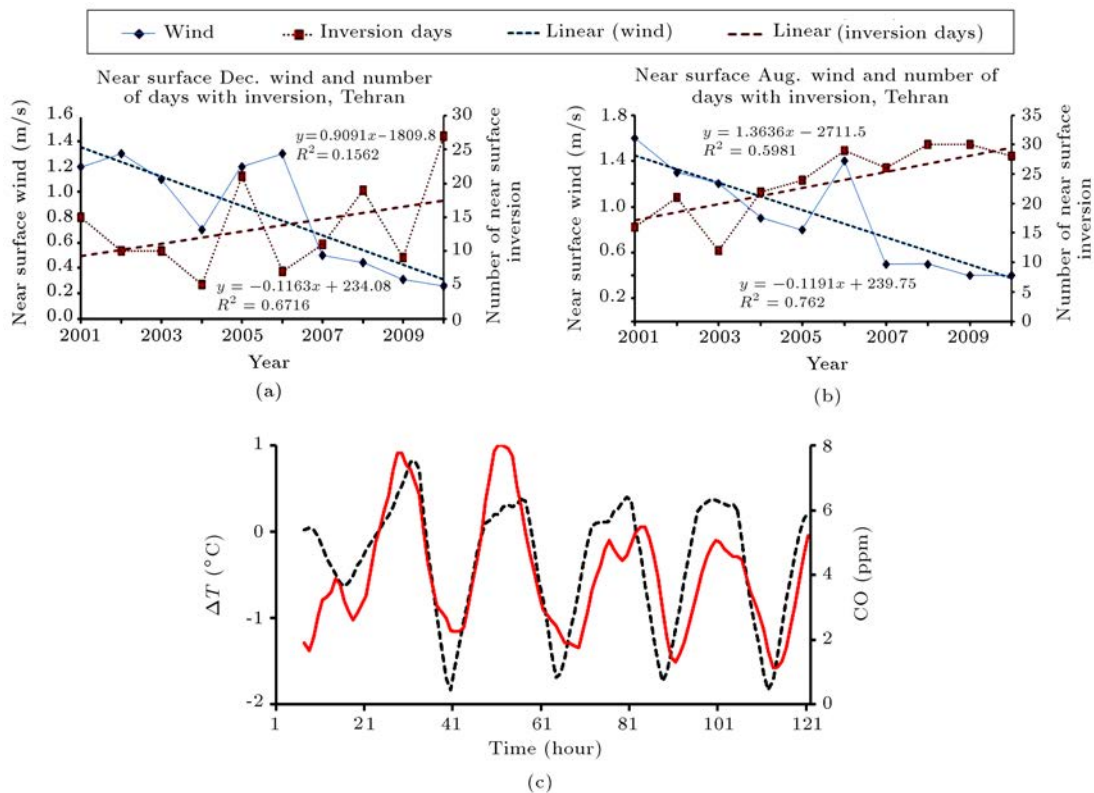 Wind
Inversion days
Linear (wind)
Linear (inversion days)
Near surface Dec. wind and number
of days with inversion, Tehran
Near surface wind (m/s)
1.6
1.4
1.2
1.0
0.8
0.6
0.4
0.2
0.0
y=0.9091x−1809.8
R²=0.1562
y = −0.1163x + 234.08
R² = 0.6716
30
25
20
15
10
5
0
Number of near surface
inversion
2001 2003 2005 2007 2009
Year
(a)
Near surface Aug. wind and number of
days with inversion, Tehran
Near surface wind (m/s)
1.8
1.4
1.0
0.6
0.2
y = 1.3636x − 2711.5
R² = 0.5981
y = −0.1191x + 239.75
R² = 0.762
35
30
25
20
15
10
5
0
Number of near surface
inversion
2001 2003 2005 2007 2009
Year
(b)
ΔT (°C)
1
0
-1
-2
8
6
4
2
0
CO (ppm)
1 21 41 61 81 101 121
Time (hour)
(c)